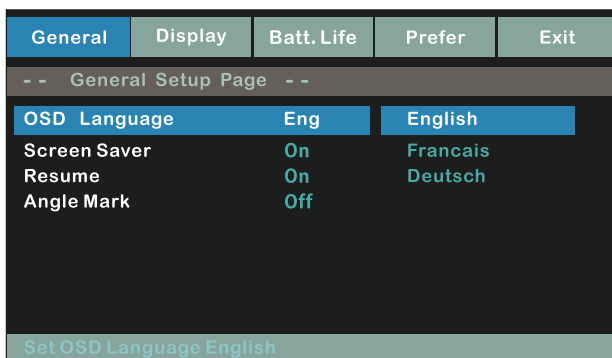 General Display Batt. Life Prefer Exit
-- General Setup Page --
OSD Language Eng English
Screen Saver On Francais
Resume On Deutsch
Angle Mark Off
Set OSD Language English